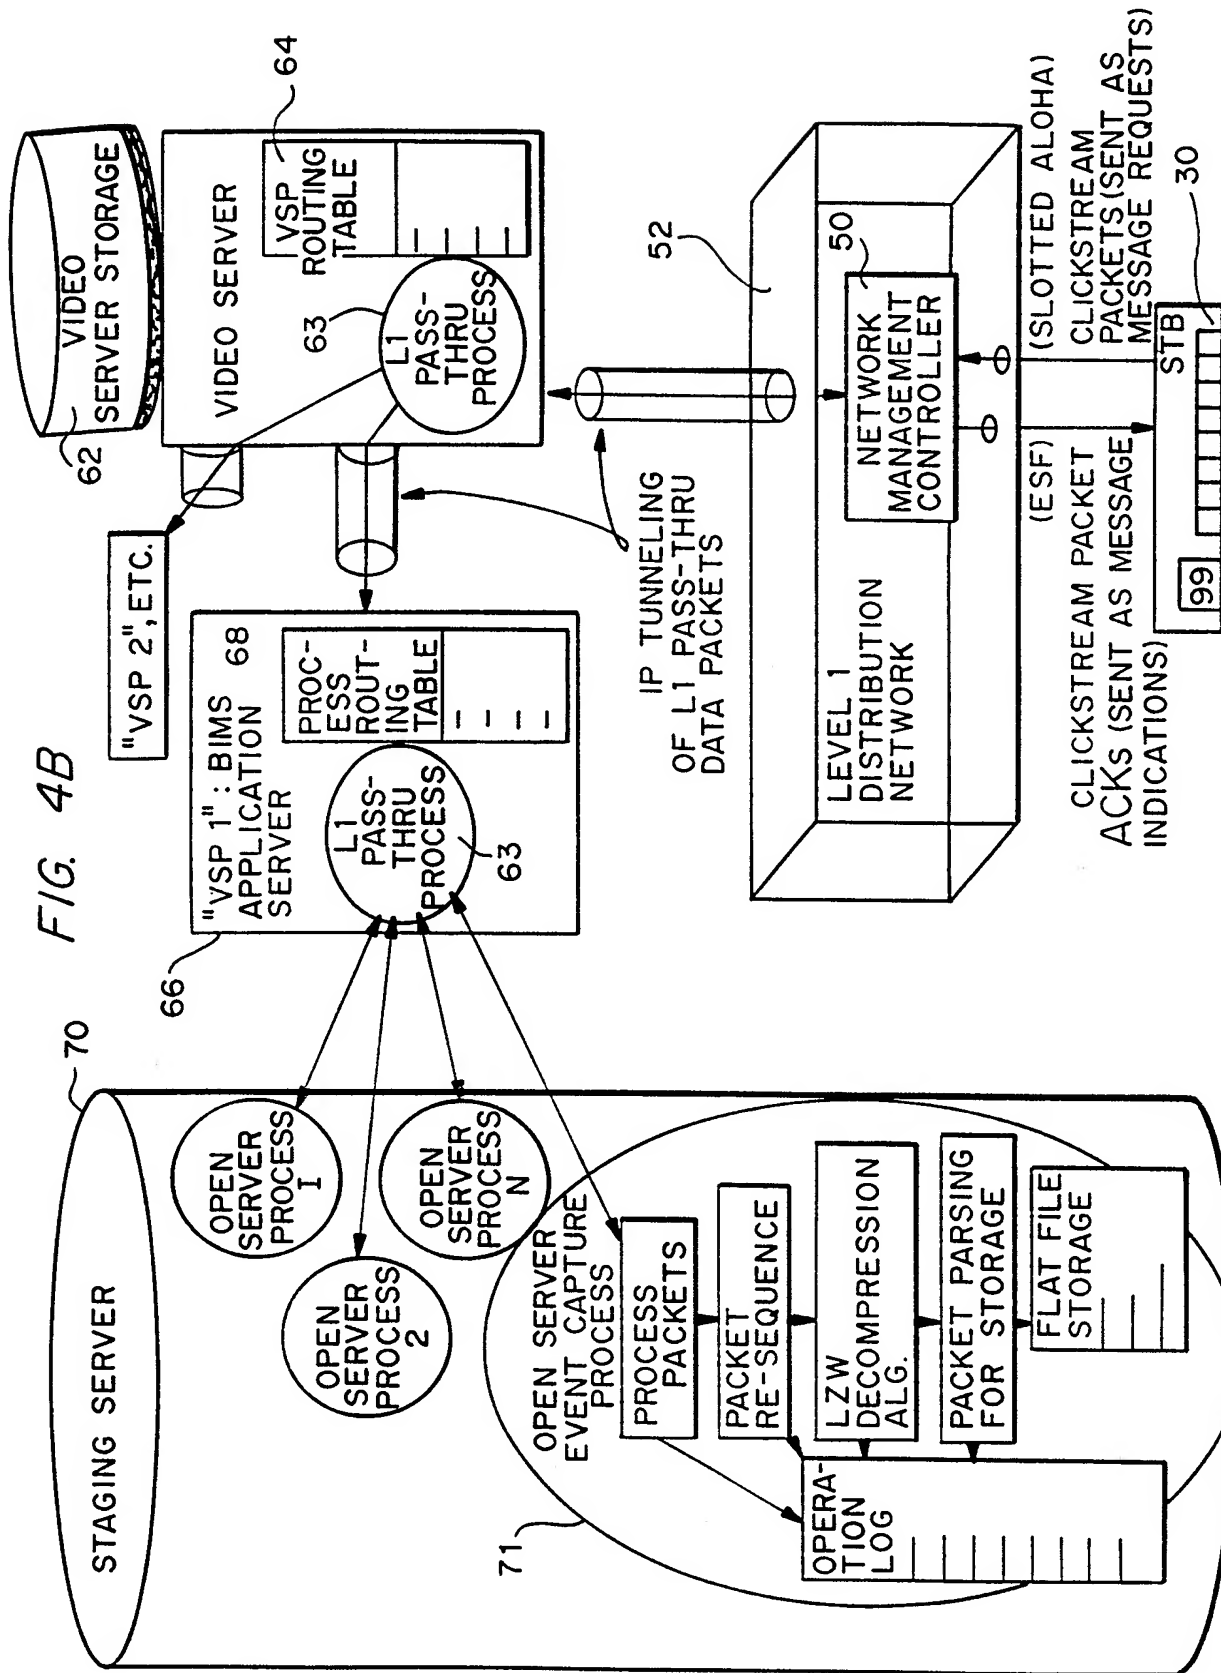 FIG. 4B
STAGING SERVER
70
OPEN
SERVER
PROCESS
I
OPEN
SERVER
PROCESS
2
OPEN
SERVER
PROCESS
N
71
OPEN SERVER
EVENT CAPTURE
PROCESS
PROCESS
PACKETS
PACKET
RE-SEQUENCE
LZW
DECOMPRESSION
ALG.
PACKET PARSING
FOR STORAGE
FLAT FILE
STORAGE
OPERA-
TION
LOG
66
"VSP 1" : BIMS
APPLICATION
SERVER
68
L1
PASS-
THRU
PROCESS
63
PROC-
ESS
ROUT-
ING
TABLE
"VSP 2", ETC.
62
VIDEO
SERVER STORAGE
VIDEO SERVER
63
L1
PASS-
THRU
PROCESS
VSP
ROUTING
TABLE
64
IP TUNNELING
OF L1 PASS-THRU
DATA PACKETS
52
LEVEL 1
DISTRIBUTION
NETWORK
NETWORK
MANAGEMENT
CONTROLLER
50
(ESF)
CLICKSTREAM PACKET
ACKs (SENT AS MESSAGE
INDICATIONS)
(SLOTTED ALOHA)
CLICKSTREAM
PACKETS (SENT AS
MESSAGE REQUESTS)
STB
99
30